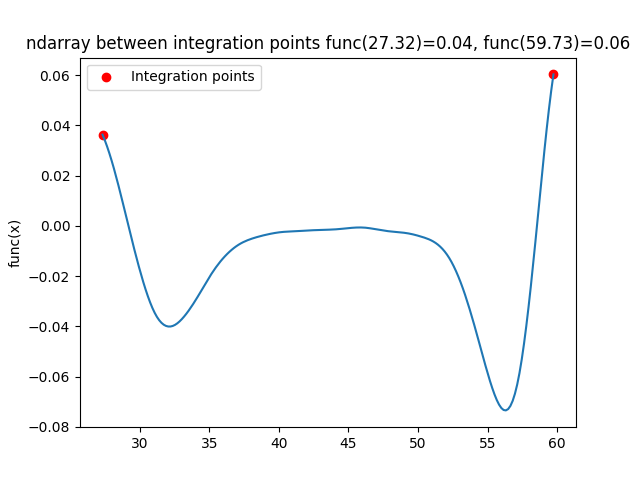 ndarray between integration points func(27.32)=0.04, func(59.73)=0.06
Integration points
func(x)
0.06
0.04
0.02
0.00
−0.02
−0.04
−0.06
−0.08
30 35 40 45 50 55 60